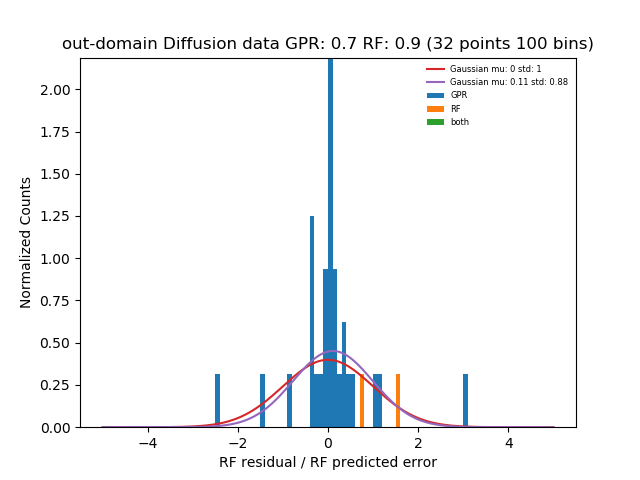 out-domain Diffusion data GPR: 0.7 RF: 0.9 (32 points 100 bins)
Gaussian mu: 0 std: 1
Gaussian mu: 0.11 std: 0.88
GPR
RF
both
Normalized Counts
2.00
1.75
1.50
1.25
1.00
0.75
0.50
0.25
0.00
−4
−2
0
2
4
RF residual / RF predicted error